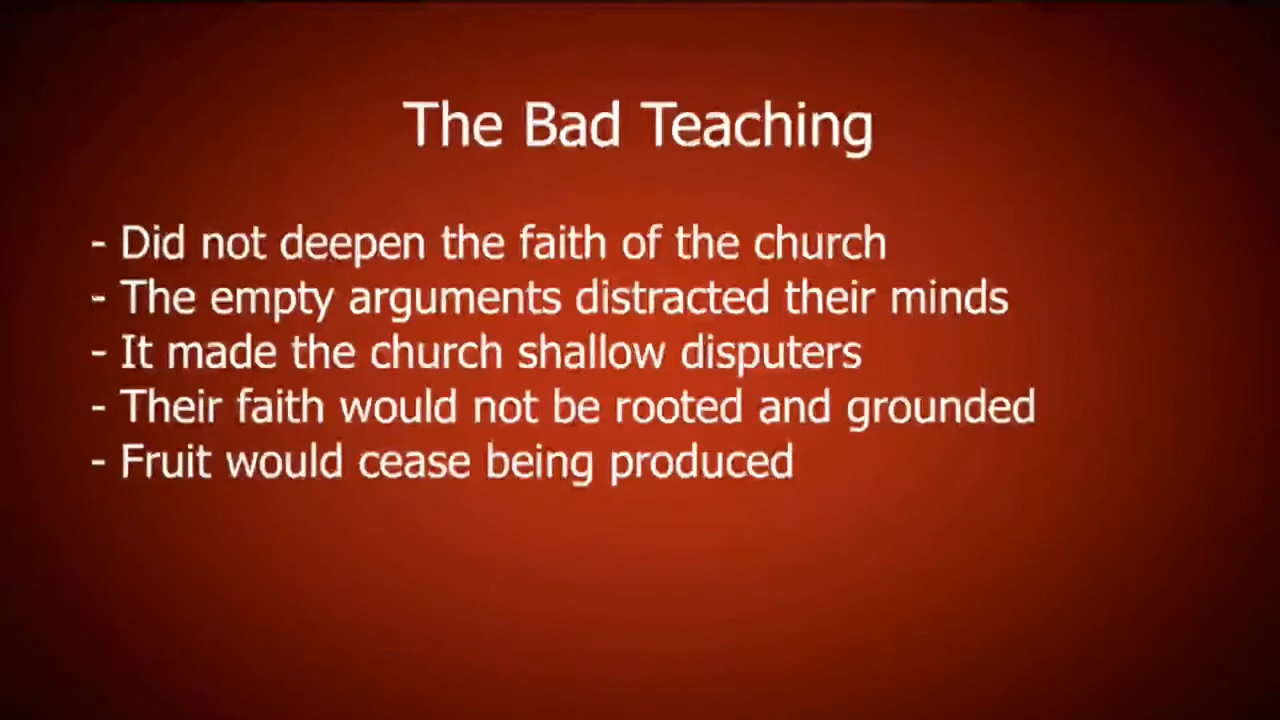 The Bad Teaching
- Did not deepen the faith of the church
- The empty arguments distracted their minds
- It made the church shallow disputers
- Their faith would not be rooted and grounded
- Fruit would cease being produced